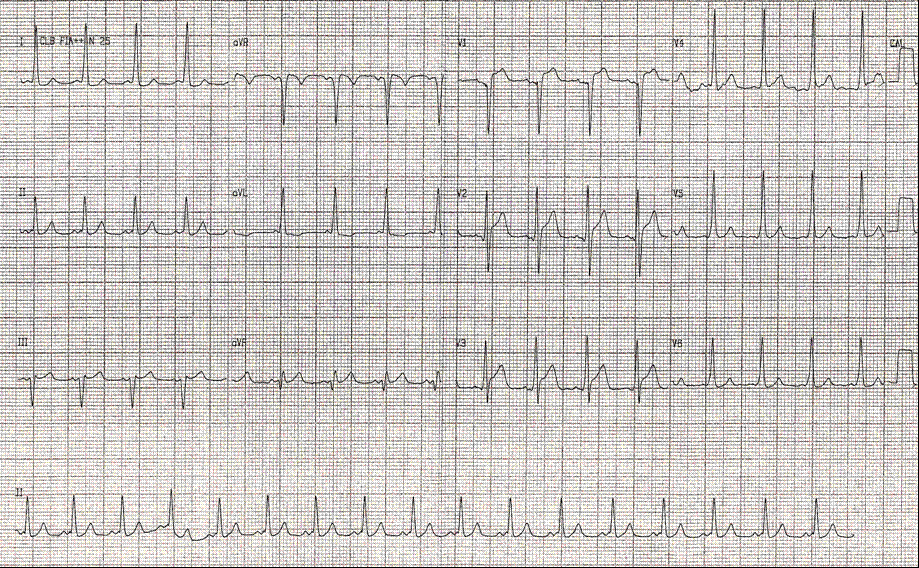 I aVR V1 V4 CAL
II aVL V2 V5
III aVF V3 V6
II